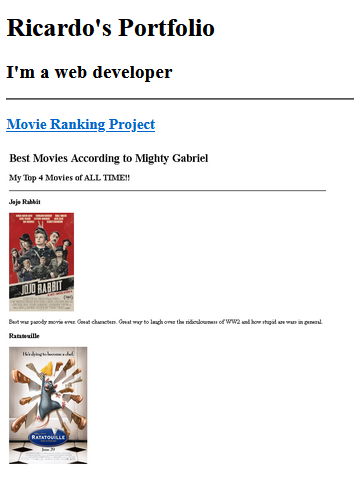 Ricardo's Portfolio
I'm a web developer
Movie Ranking Project
Best Movies According to Mighty Gabriel
My Top 4 Movies of ALL TIME!!
Jojo Rabbit
JOJO RABBIT
Best war parody movie ever. Great characters. Great way to laugh over the ridiculousness of WW2 and how stupid are wars in general.
Ratatouille
He's dying to become a chef.
RATATOUILLE
June 29